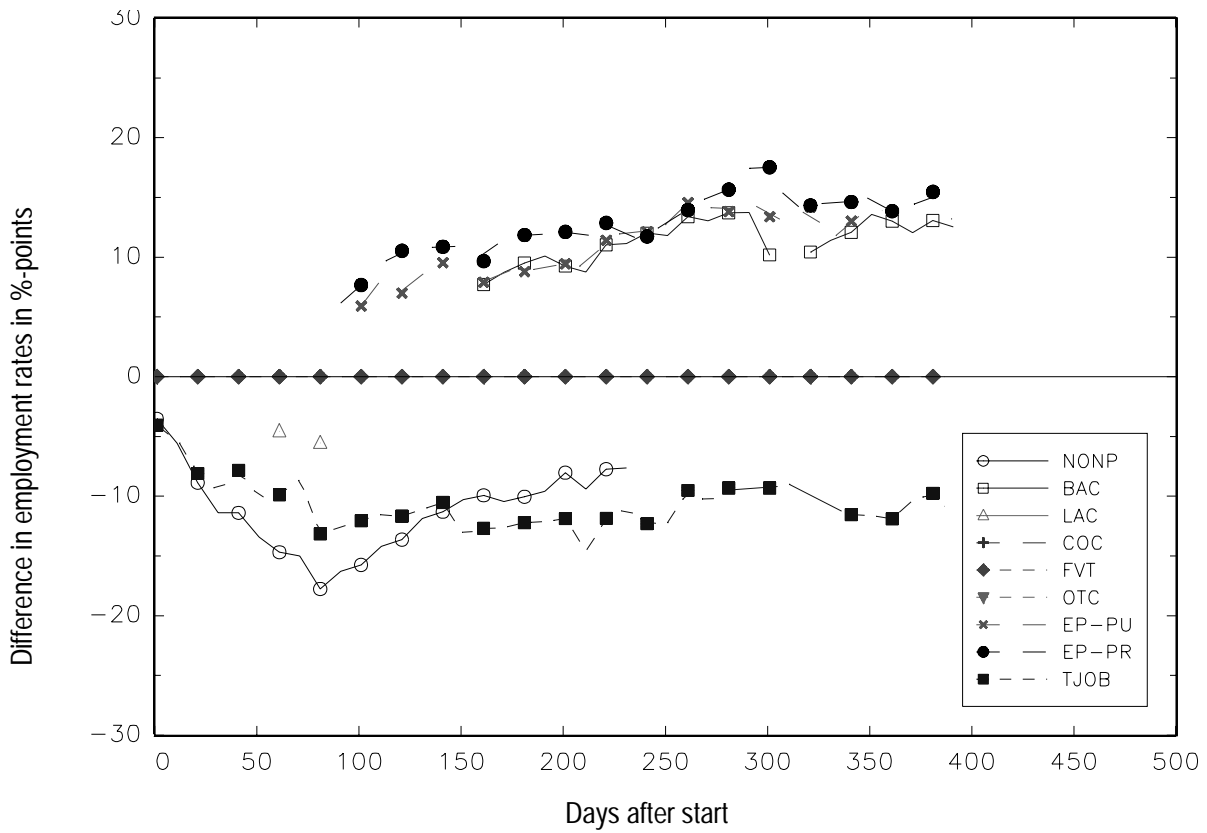 30
20
10
0
−10
−20
−30
Difference in employment rates in %-points
0 50 100 150 200 250 300 350 400 450 500
Days after start
NONP
BAC
LAC
COC
FVT
OTC
EP−PU
EP−PR
TJOB